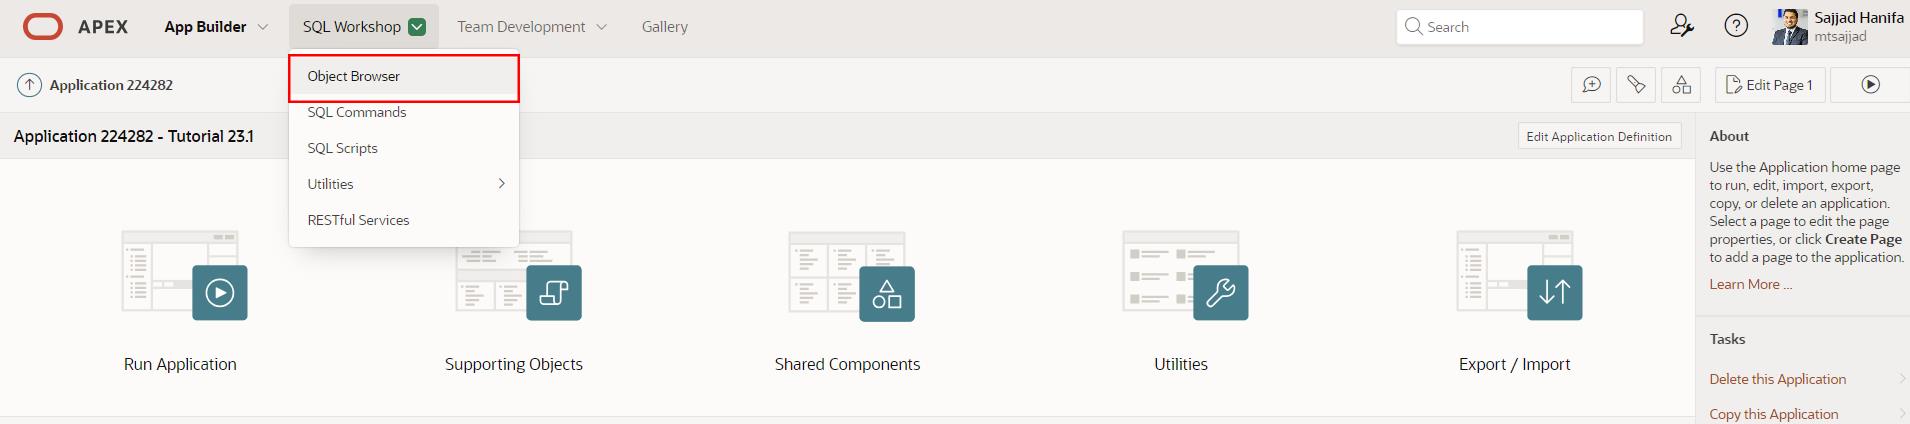 APEX
App Builder
SQL Workshop
Team Development
Gallery
Search
Sajjad Hanifa
mtsajjad
Application 224282
Object Browser
SQL Commands
SQL Scripts
Utilities
RESTful Services
Edit Page 1
Application 224282 - Tutorial 23.1
Edit Application Definition
Run Application
Supporting Objects
Shared Components
Utilities
Export / Import
About
Use the Application home page
to run, edit, import, export,
copy, or delete an application.
Select a page to edit the page
properties, or click Create Page
to add a page to the application.
Learn More ...
Tasks
Delete this Application
Copy this Application